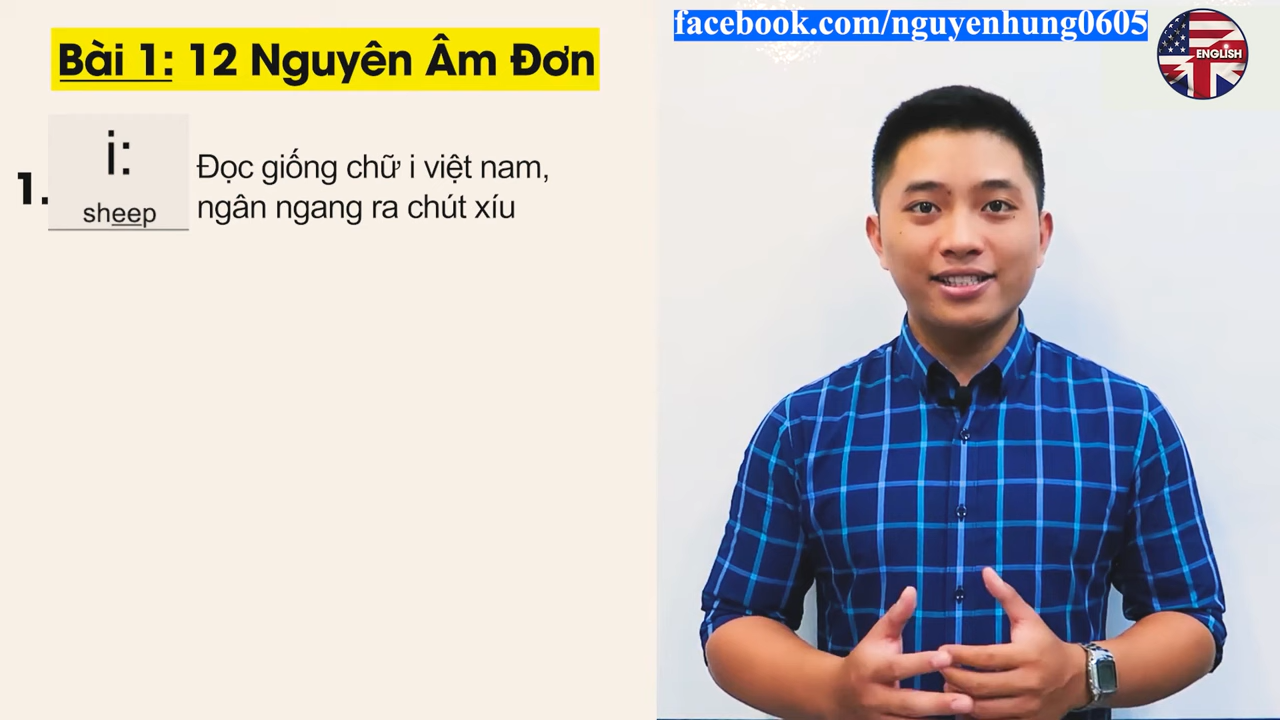 facebook.com/nguyenhung0605
ENGLISH
Bài 1: 12 Nguyên Âm Đơn
1.
i:
sheep
Đọc giống chữ i việt nam,
ngân ngang ra chút xíu